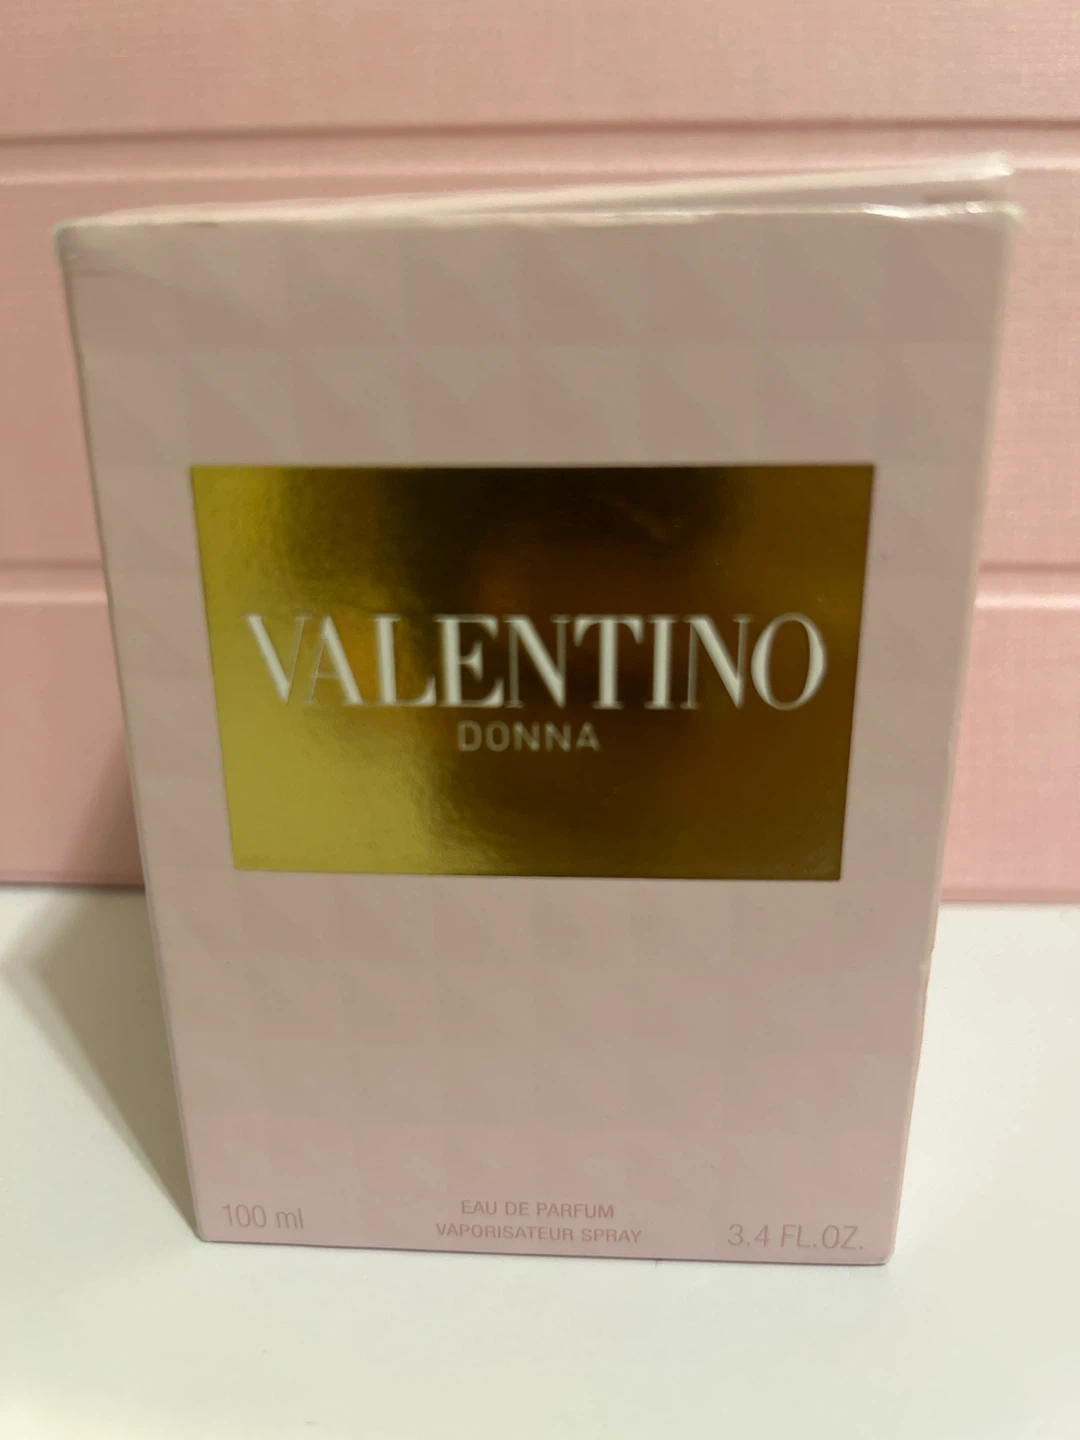 VALENTINO
DONNA
100 ml
EAU DE PARFUM
VAPORISATEUR SPRAY
3.4 FL.OZ.